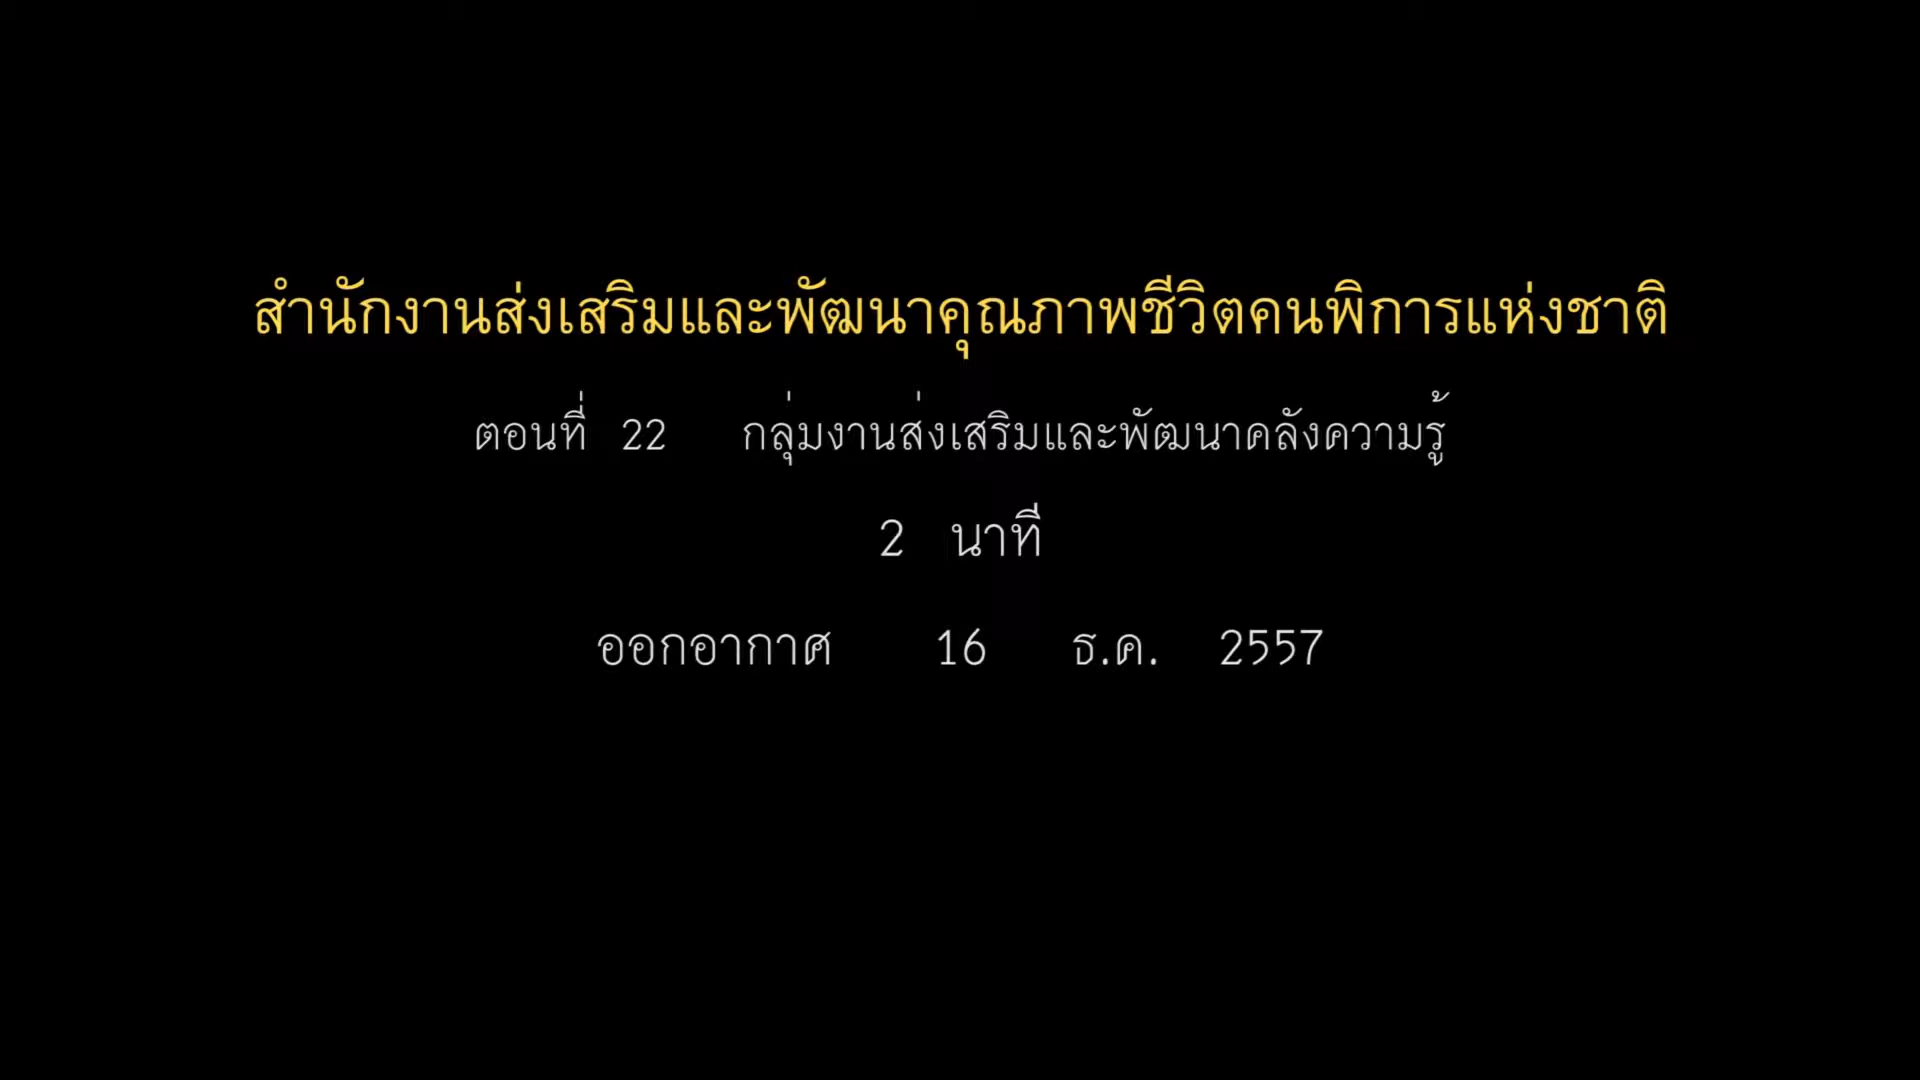 สำนักงานส่งเสริมและพัฒนาคุณภาพชีวิตคนพิการแห่งชาติ
ตอนที่ 22 กลุ่มงานส่งเสริมและพัฒนาคลังความรู้
2 นาที
ออกอากาศ 16 ธ.ค. 2557